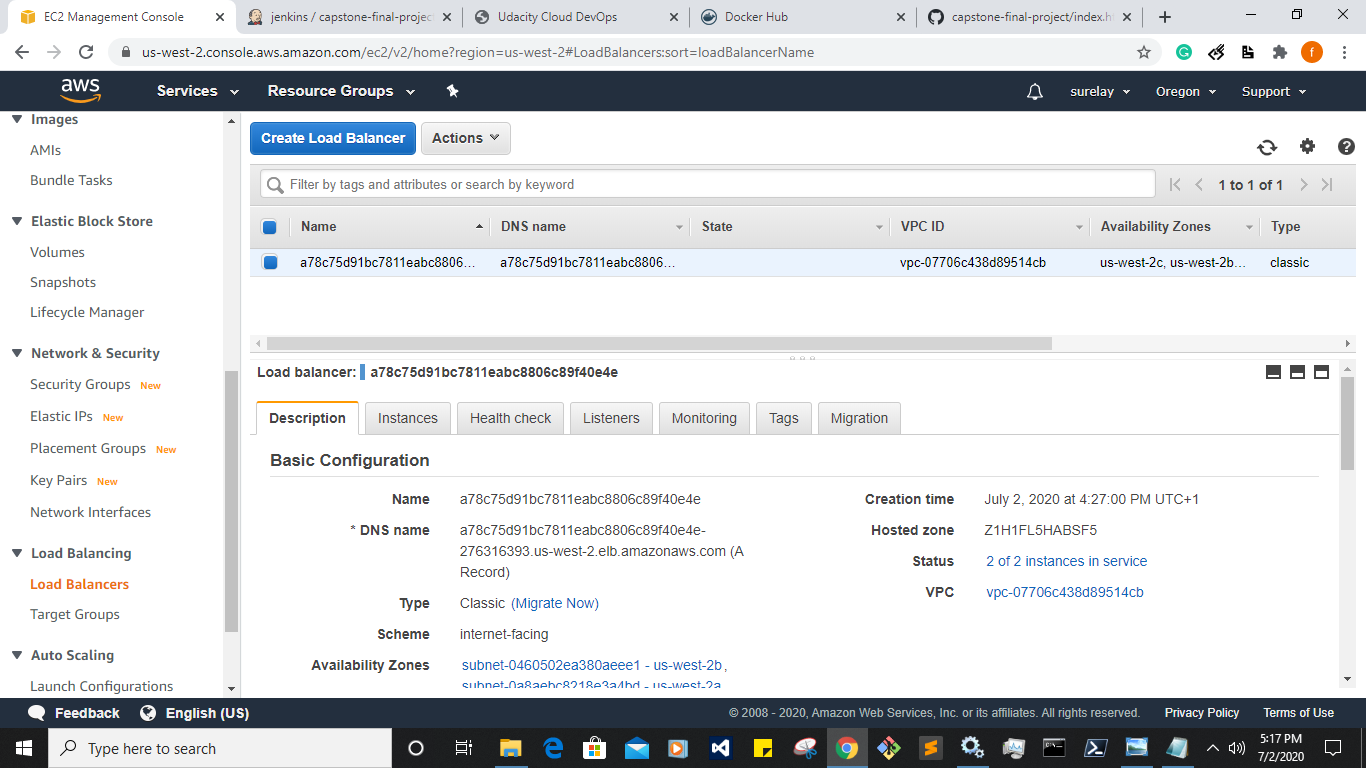 EC2 Management Console
jenkins / capstone-final-project
Udacity Cloud DevOps
Docker Hub
capstone-final-project/index.h
us-west-2.console.aws.amazon.com/ec2/v2/home?region=us-west-2#LoadBalancers:sort=loadBalancerName
f
aws
Services
Resource Groups
surelay
Oregon
Support
Images
AMIs
Bundle Tasks
Elastic Block Store
Volumes
Snapshots
Lifecycle Manager
Network & Security
Security Groups New
Elastic IPs New
Placement Groups New
Key Pairs New
Network Interfaces
Load Balancing
Load Balancers
Target Groups
Auto Scaling
Launch Configurations
Create Load Balancer
Actions
Filter by tags and attributes or search by keyword
1 to 1 of 1
Name DNS name State VPC ID Availability Zones Type
a78c75d91bc7811eabc8806... a78c75d91bc7811eabc8806... vpc-07706c438d89514cb us-west-2c, us-west-2b... classic
Load balancer: a78c75d91bc7811eabc8806c89f40e4e
Description Instances Health check Listeners Monitoring Tags Migration
Basic Configuration
Name a78c75d91bc7811eabc8806c89f40e4e
* DNS name a78c75d91bc7811eabc8806c89f40e4e-
276316393.us-west-2.elb.amazonaws.com (A
Record)
Type Classic (Migrate Now)
Scheme internet-facing
Availability Zones subnet-0460502ea380aeee1 - us-west-2b,
subnet-0a8aebc8218e3a4bd - us-west-2a
Creation time July 2, 2020 at 4:27:00 PM UTC+1
Hosted zone Z1H1FL5HABSF5
Status 2 of 2 instances in service
VPC vpc-07706c438d89514cb
Feedback
English (US)
© 2008 - 2020, Amazon Web Services, Inc. or its affiliates. All rights reserved.
Privacy Policy
Terms of Use
Type here to search
5:17 PM
7/2/2020